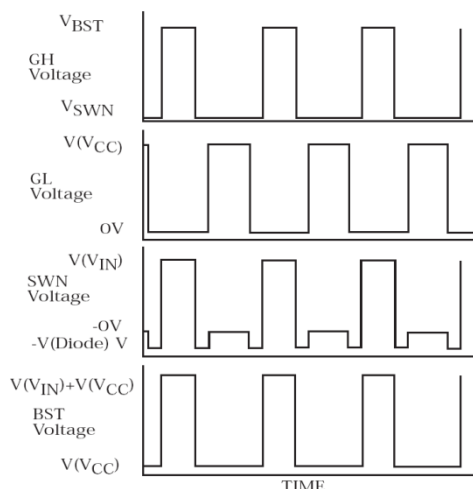 VBST
GH
Voltage
VSWN
V(VCC)
GL
Voltage
0V
V(VIN)
SWN
Voltage
-0V
-V(Diode) V
V(VIN)+V(VCC)
BST
Voltage
V(VCC)
TIME